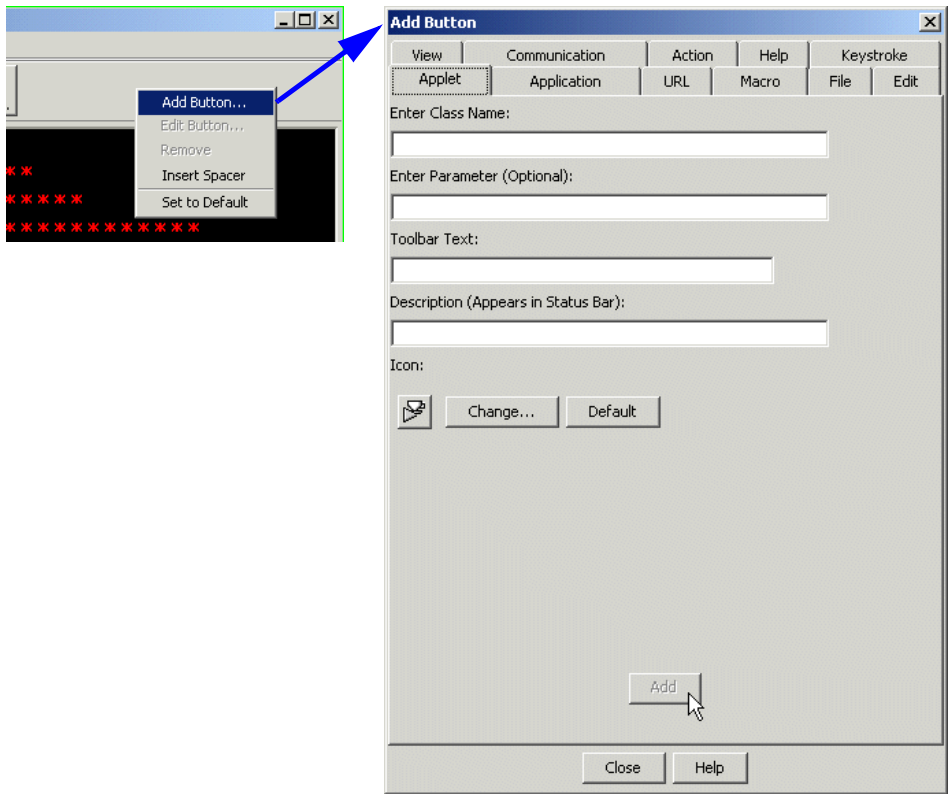 Add Button...
Edit Button...
Remove
Insert Spacer
Set to Default
* *
* * * * *
* * * * * * * * * * * *
Add Button
View Communication Action Help Keystroke
Applet Application URL Macro File Edit
Enter Class Name:
Enter Parameter (Optional):
Toolbar Text:
Description (Appears in Status Bar):
Icon:
Change... Default
Add
Close Help